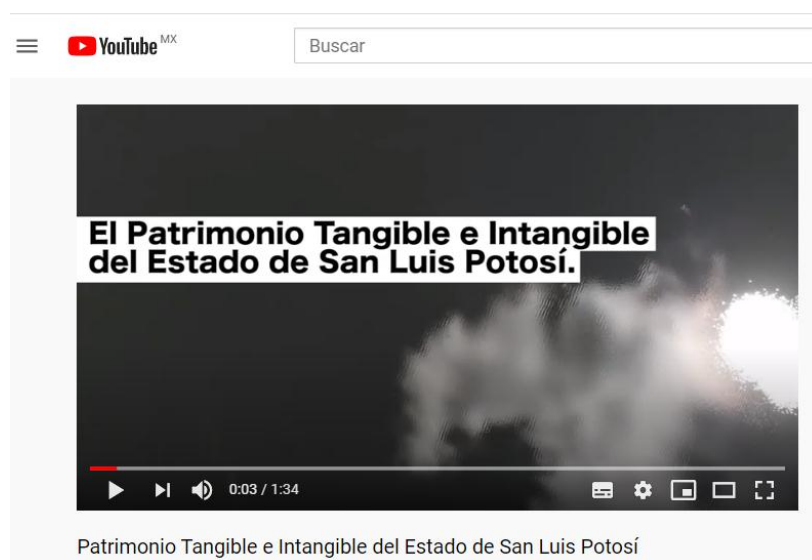 YouTube MX
Buscar
El Patrimonio Tangible e Intangible
del Estado de San Luis Potosí.
0:03 / 1:34
Patrimonio Tangible e Intangible del Estado de San Luis Potosí